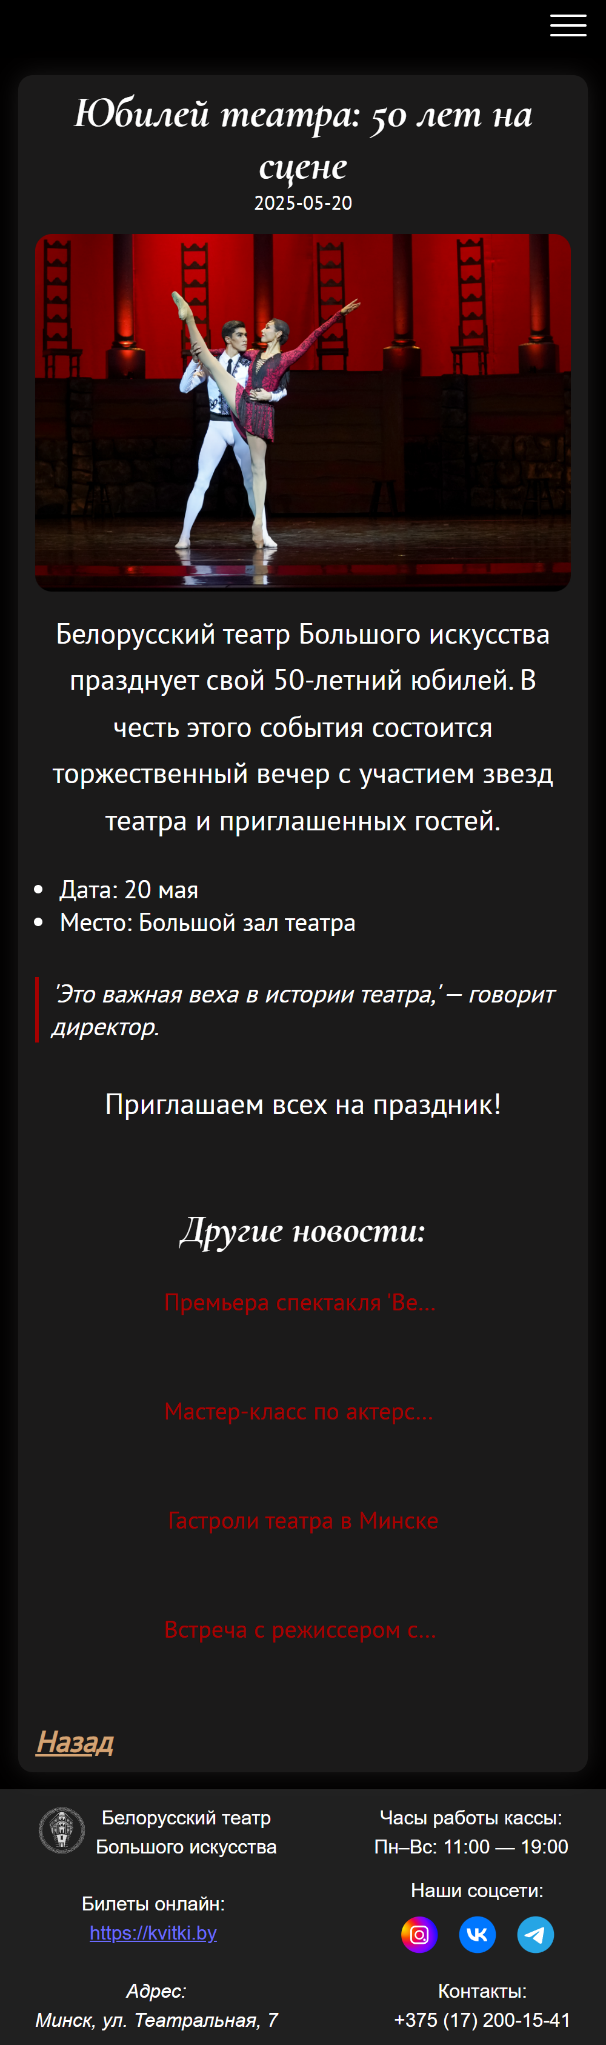 Юбилей театра: 50 лет на
сцене
2025-05-20
Белорусский театр Большого искусства
празднует свой 50-летний юбилей. В
честь этого события состоится
торжественный вечер с участием звезд
театра и приглашенных гостей.
Дата: 20 мая
Место: Большой зал театра
'Это важная веха в истории театра,' — говорит
директор.
Приглашаем всех на праздник!
Другие новости:
Премьера спектакля 'Ве...
Мастер-класс по актерс...
Гастроли театра в Минске
Встреча с режиссером с...
Назад
Белорусский театр
Большого искусства
Билеты онлайн:
https://kvitki.by
Адрес:
Минск, ул. Театральная, 7
Часы работы кассы:
Пн–Вс: 11:00 — 19:00
Наши соцсети:
Контакты:
+375 (17) 200-15-41